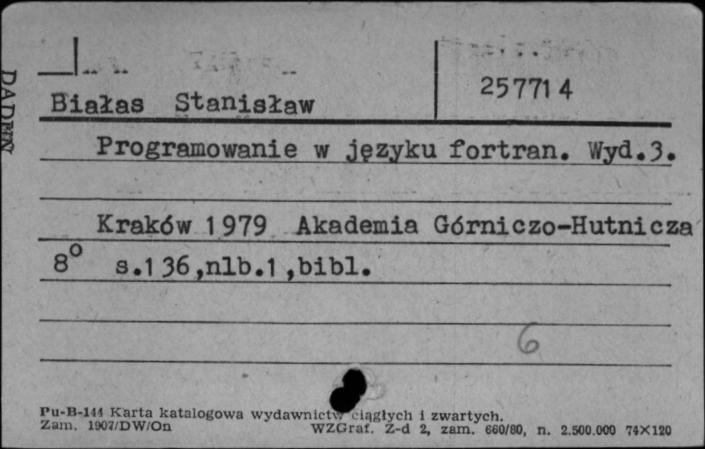 257714
Białas Stanisław
Programowanie w języku fortran. Wyd.3.
Kraków 1979 Akademia Górniczo-Hutnicza
8° s.136,nlb.1,bibl.
6
Pu-B-144 Karta katalogowa wydawnictw ciągłych i zwartych.
Zam. 1907/DW/On WZGraf. Z-d 2, zam. 660/80, n. 2.500.000 74X120